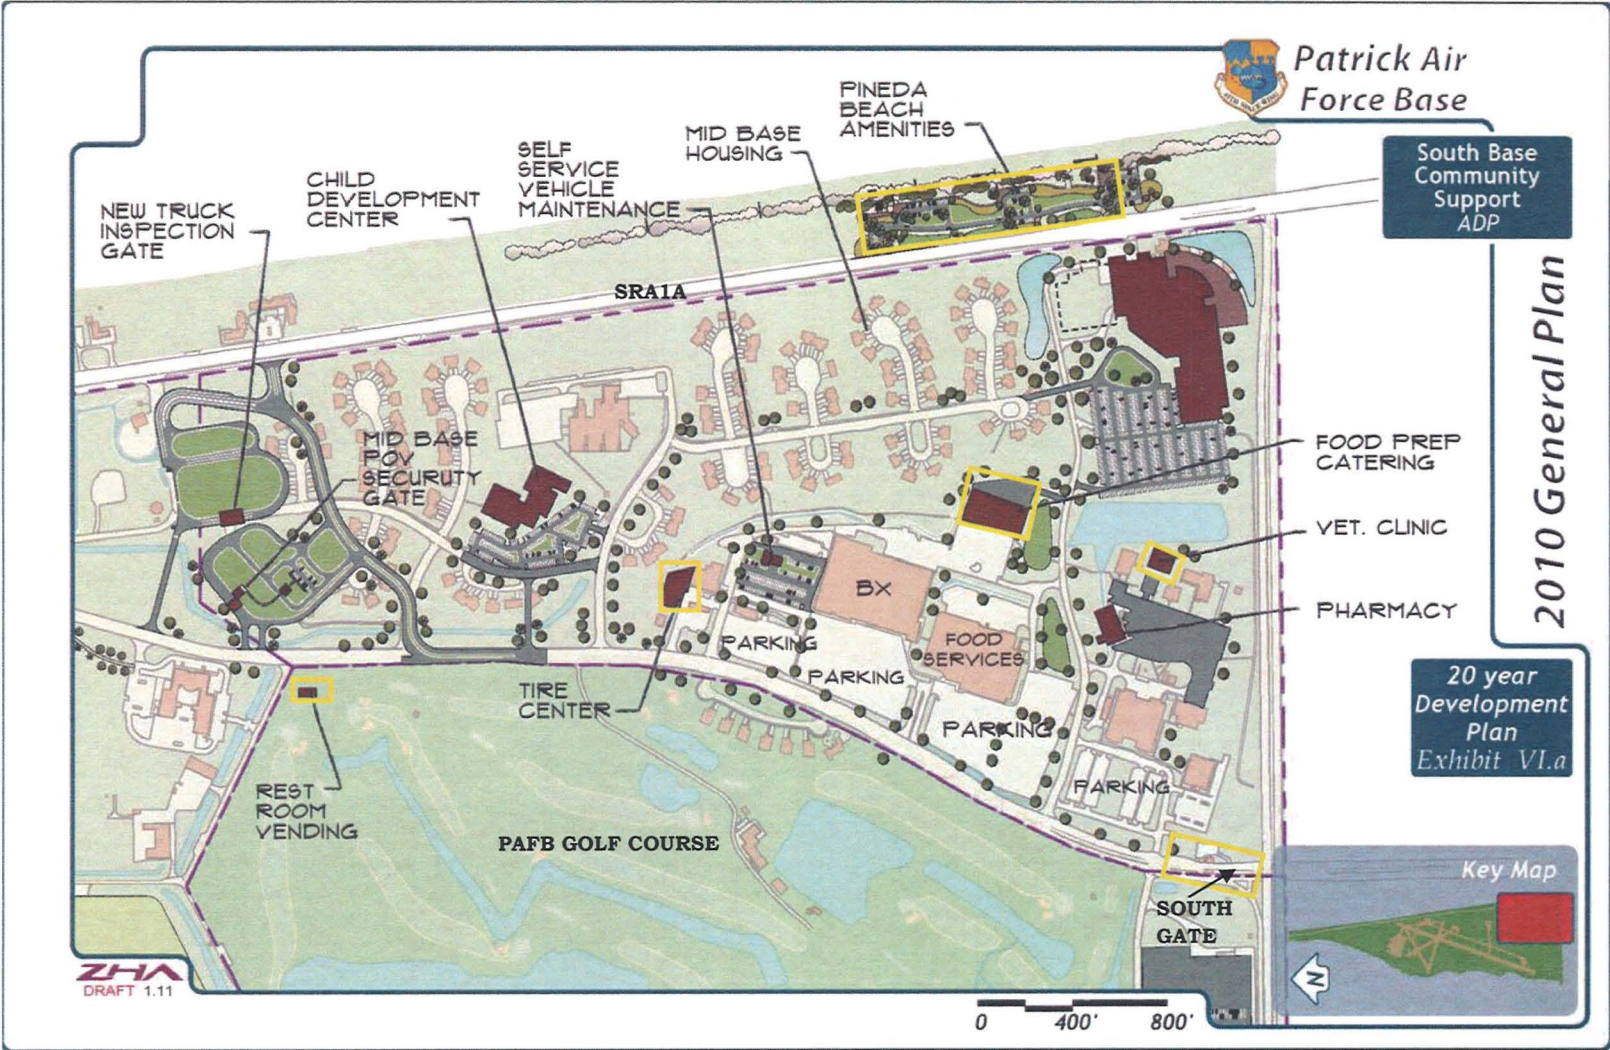 Patrick Air
Force Base
South Base
Community
Support
ADP
2010 General Plan
20 year
Development
Plan
Exhibit VI.a
Key Map
N
PINEDA
BEACH
AMENITIES
MID BASE
HOUSING
SELF
SERVICE
VEHICLE
MAINTENANCE
CHILD
DEVELOPMENT
CENTER
NEW TRUCK
INSPECTION
GATE
SRA1A
MID BASE
POV
SECURUTY
GATE
FOOD PREP
CATERING
VET. CLINIC
PHARMACY
BX
FOOD
SERVICES
PARKING
PARKING
PARKING
PARKING
TIRE
CENTER
REST
ROOM
VENDING
PAFB GOLF COURSE
SOUTH
GATE
ZHA
DRAFT 1.11
0 400' 800'